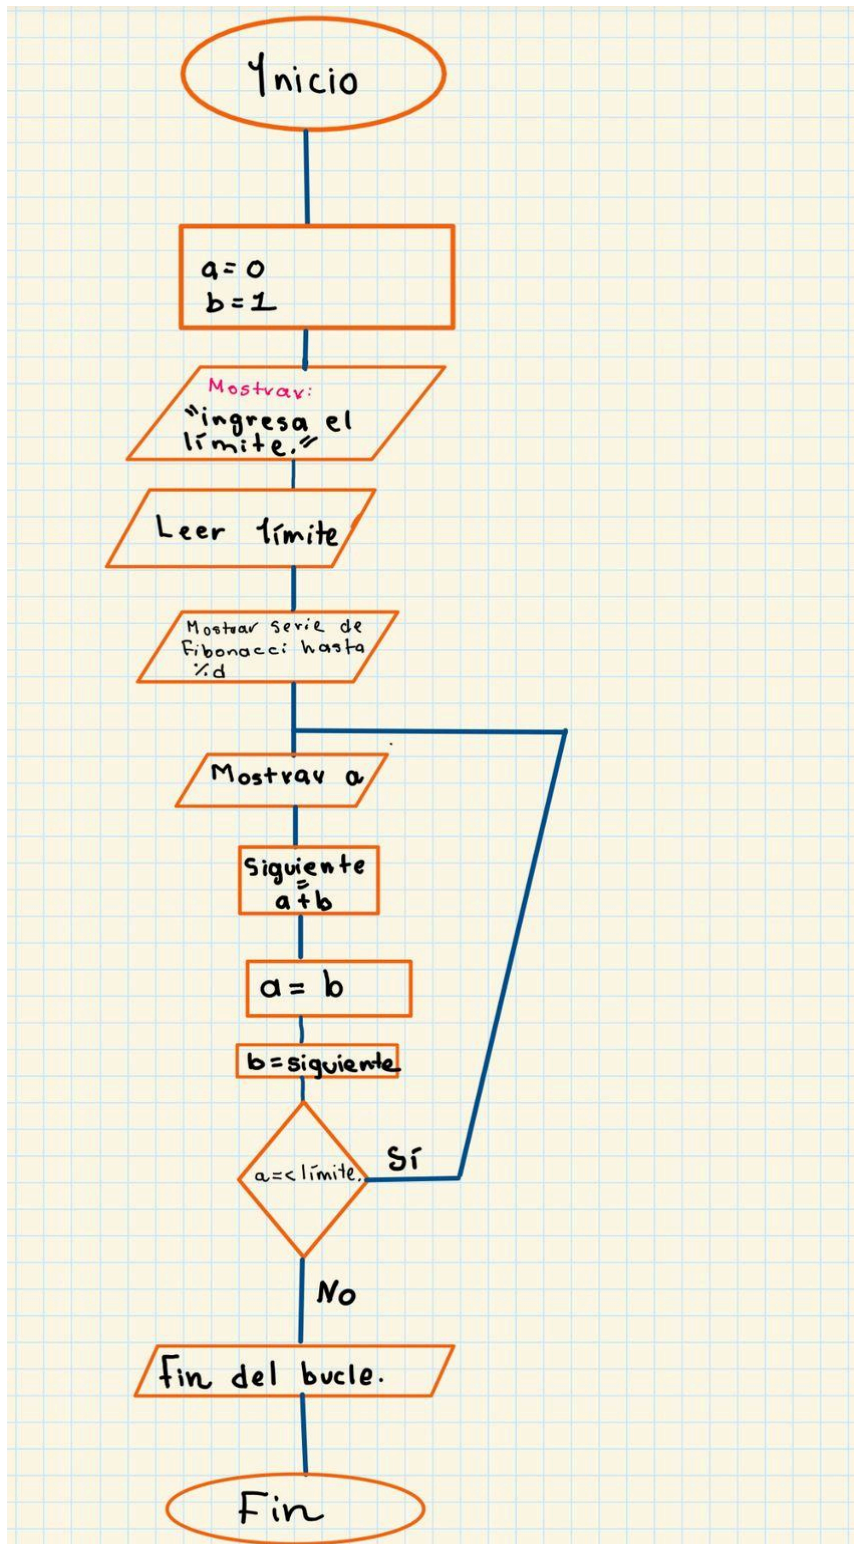 Inicio
a= 0
b=1
Mostrar:
"ingresa el
límite."
Leer límite
Mostrar serie de
Fibonacci hasta
%d
Mostrar a
Siguiente
=
a+b
a= b
b=siguiente
a=< límite.
Sí
No
Fin del bucle.
Fin